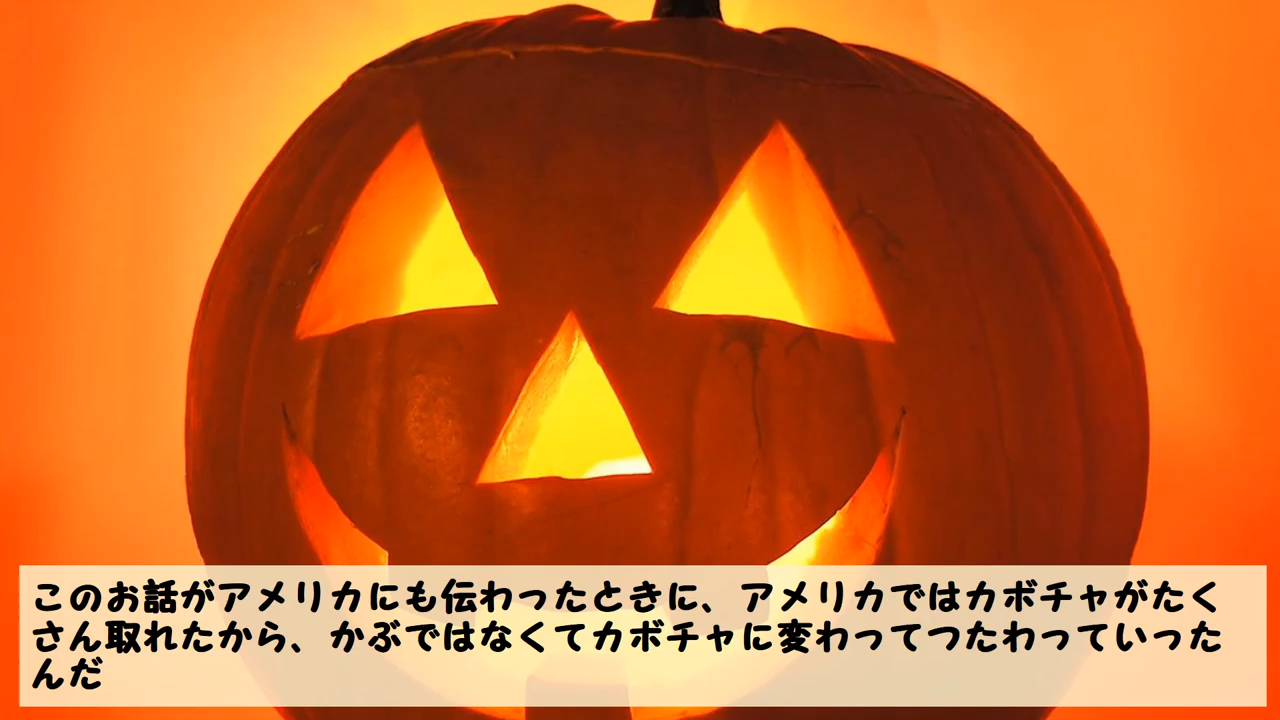 このお話がアメリカにも伝わったときに、アメリカではカボチャがたく
さん取れたから、かぶではなくてカボチャに変わってつたわっていった
んだ